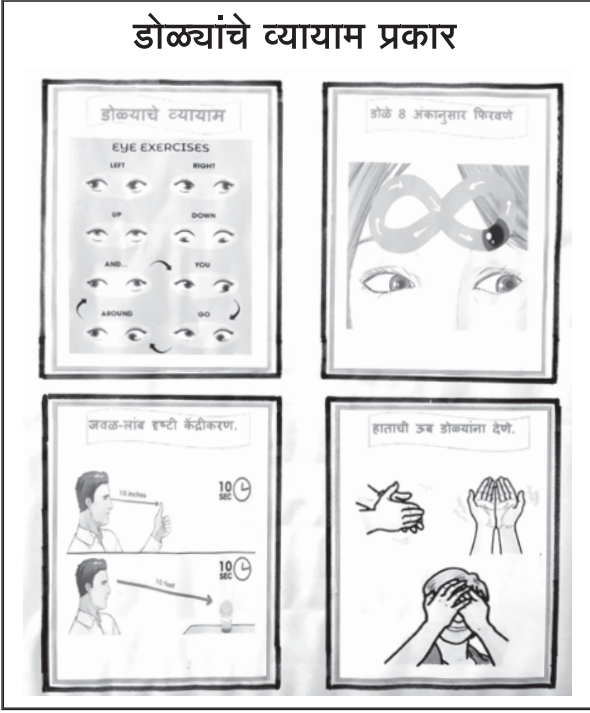 डोळ्यांचे व्यायाम प्रकार
डोळ्याचे व्यायाम
EYE EXERCISES
LEFT RIGHT
UP DOWN
AND... YOU
AROUND GO
डोळे 8 अंकानुसार फिरवणे
जवळ-लांब दृष्टी केंद्रीकरण.
10 inches
10 SEC
10 feet
10 SEC
हाताची ऊब डोळ्यांना देणे.